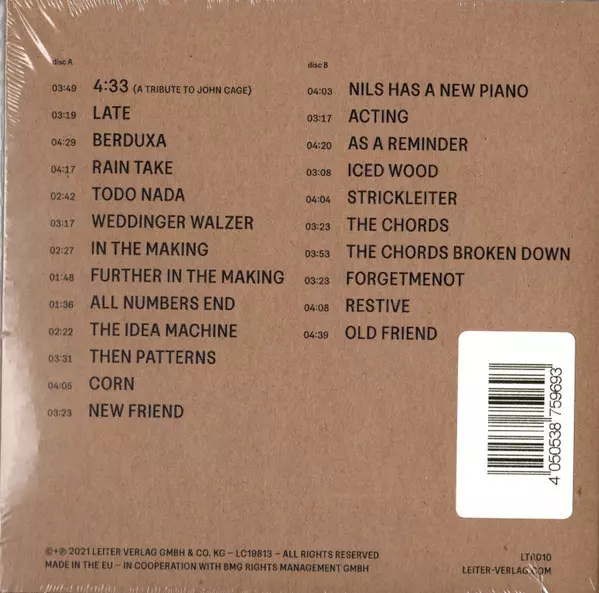 disc A
03:49 4:33 (A TRIBUTE TO JOHN CAGE)
03:19 LATE
04:29 BERDUXA
04:17 RAIN TAKE
02:42 TODO NADA
03:17 WEDDINGER WALZER
02:27 IN THE MAKING
01:48 FURTHER IN THE MAKING
01:36 ALL NUMBERS END
02:22 THE IDEA MACHINE
03:31 THEN PATTERNS
04:05 CORN
03:23 NEW FRIEND
disc B
04:03 NILS HAS A NEW PIANO
03:17 ACTING
04:20 AS A REMINDER
03:08 ICED WOOD
04:04 STRICKLEITER
03:23 THE CHORDS
03:53 THE CHORDS BROKEN DOWN
03:23 FORGETMENOT
04:08 RESTIVE
04:39 OLD FRIEND
4 050538 759693
©+℗ 2021 LEITER VERLAG GMBH & CO. KG – LC19813 – ALL RIGHTS RESERVED
MADE IN THE EU – IN COOPERATION WITH BMG RIGHTS MANAGEMENT GMBH
LTR010
LEITER-VERLAG.COM